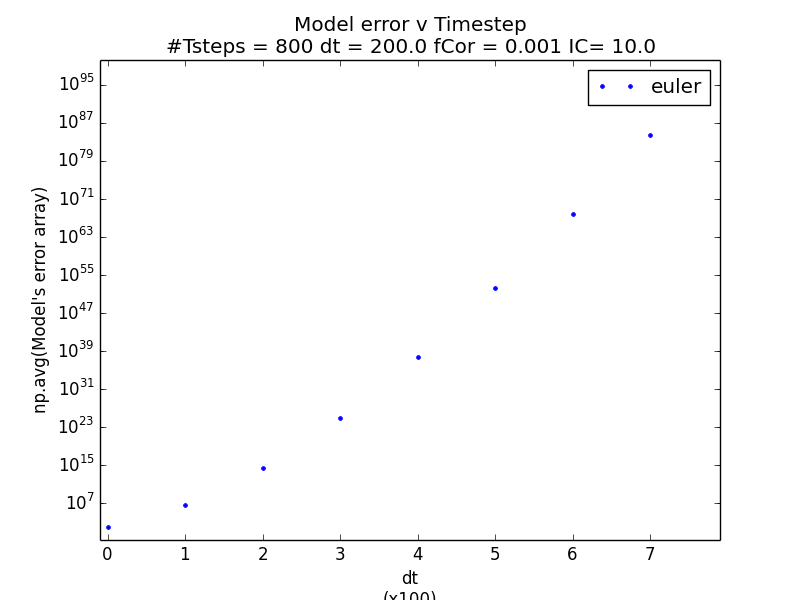 Model error v Timestep
#Tsteps = 800 dt = 200.0 fCor = 0.001 IC= 10.0
euler
np.avg(Model's error array)
10^95
10^87
10^79
10^71
10^63
10^55
10^47
10^39
10^31
10^23
10^15
10^7
0 1 2 3 4 5 6 7
dt
(x100)